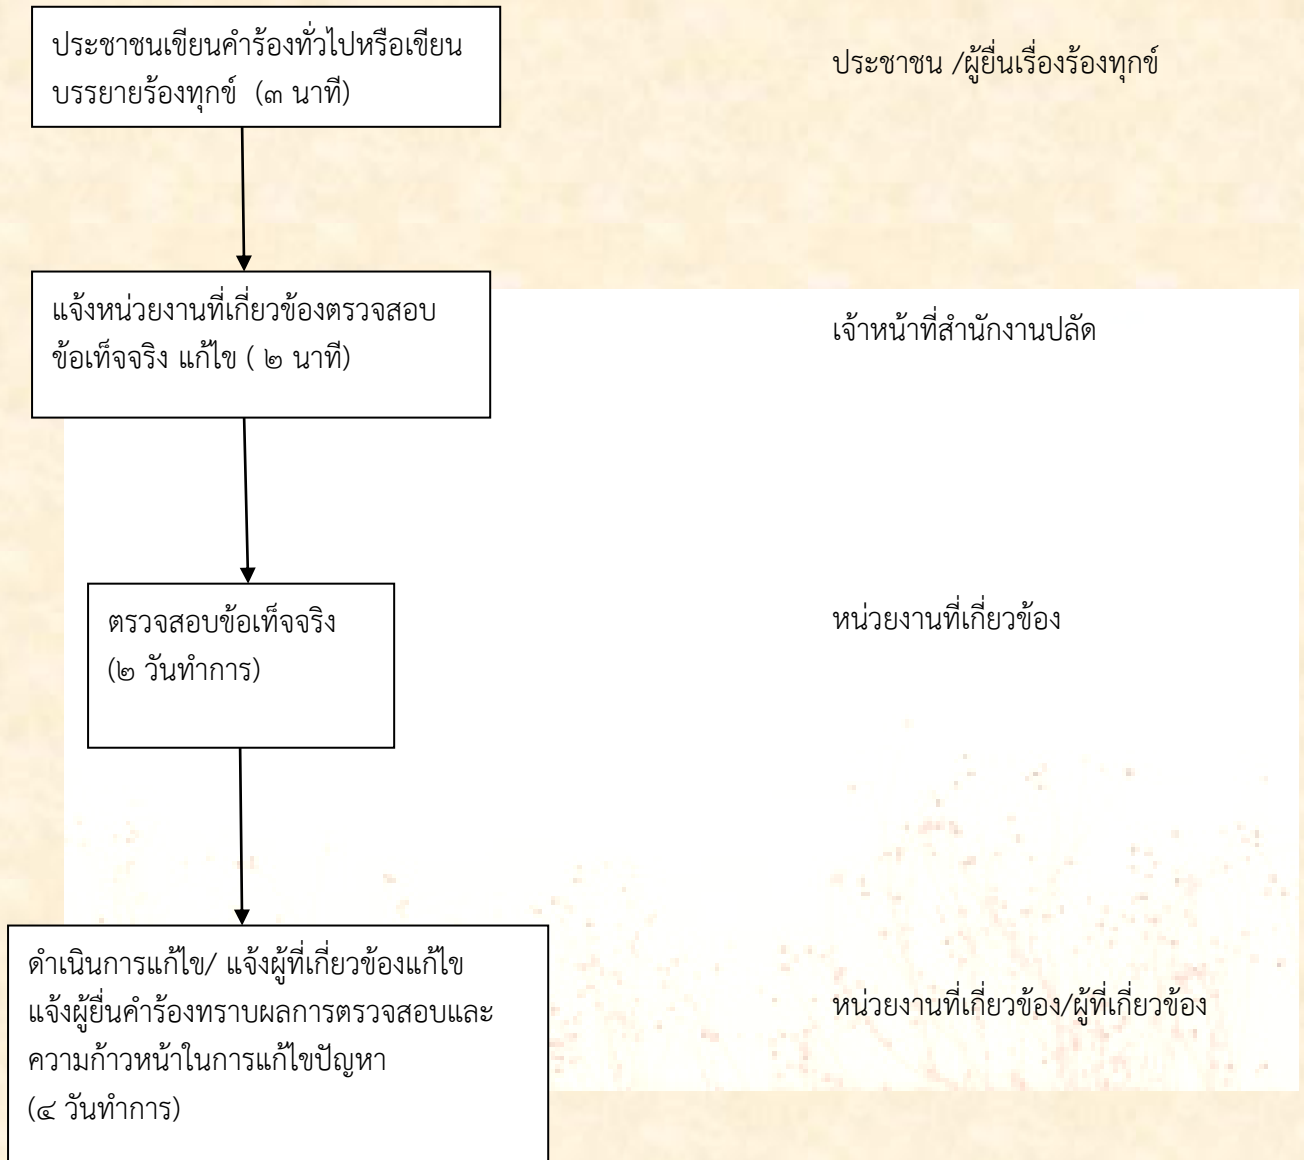 ประชาชนเขียนคำร้องทั่วไปหรือเขียน
บรรยายร้องทุกข์ (๓ นาที)
ประชาชน /ผู้ยื่นเรื่องร้องทุกข์
แจ้งหน่วยงานที่เกี่ยวข้องตรวจสอบ
ข้อเท็จจริง แก้ไข ( ๒ นาที)
เจ้าหน้าที่สำนักงานปลัด
ตรวจสอบข้อเท็จจริง
(๒ วันทำการ)
หน่วยงานที่เกี่ยวข้อง
ดำเนินการแก้ไข/ แจ้งผู้ที่เกี่ยวข้องแก้ไข
แจ้งผู้ยื่นคำร้องทราบผลการตรวจสอบและ
ความก้าวหน้าในการแก้ไขปัญหา
(๔ วันทำการ)
หน่วยงานที่เกี่ยวข้อง/ผู้ที่เกี่ยวข้อง